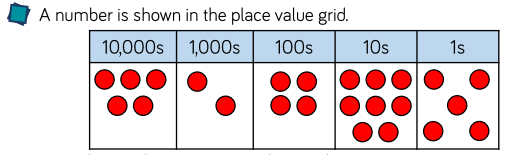 A number is shown in the place value grid.
10,000s 1,000s 100s 10s 1s